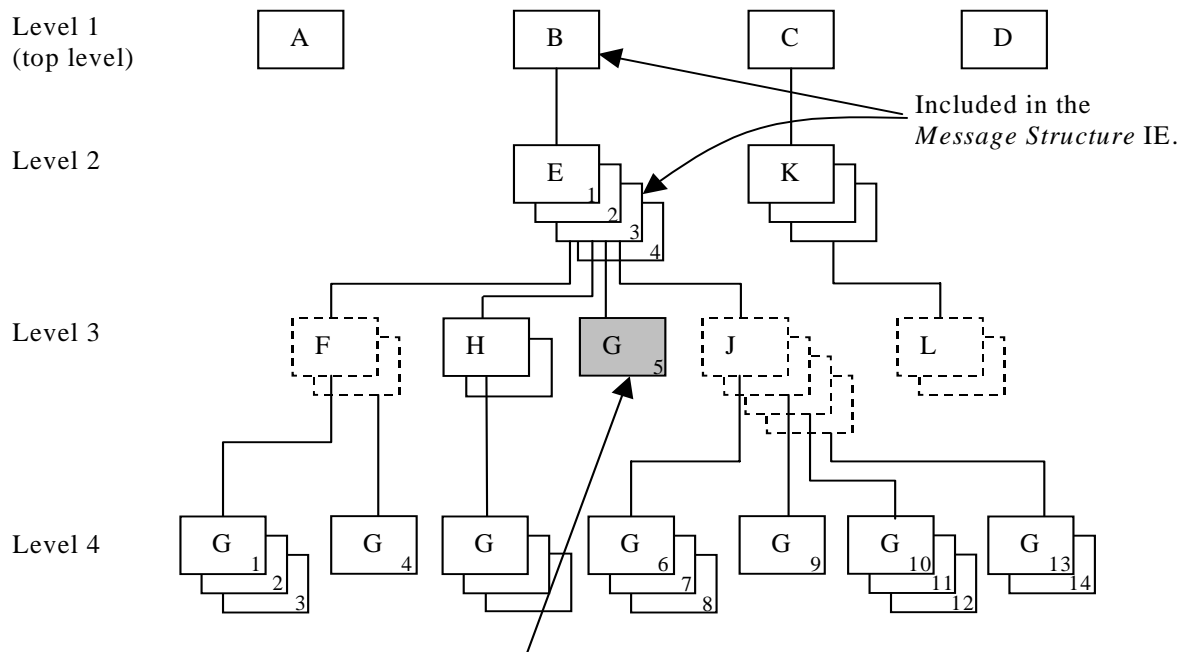 Level 1
(top level)
A
B
C
D
Included in the
Message Structure IE.
Level 2
E
1
2
3
4
K
Level 3
F
H
G
5
J
L
Level 4
G
1
2
3
G
4
G
G
6
7
8
G
9
G
10
11
12
G
13
14